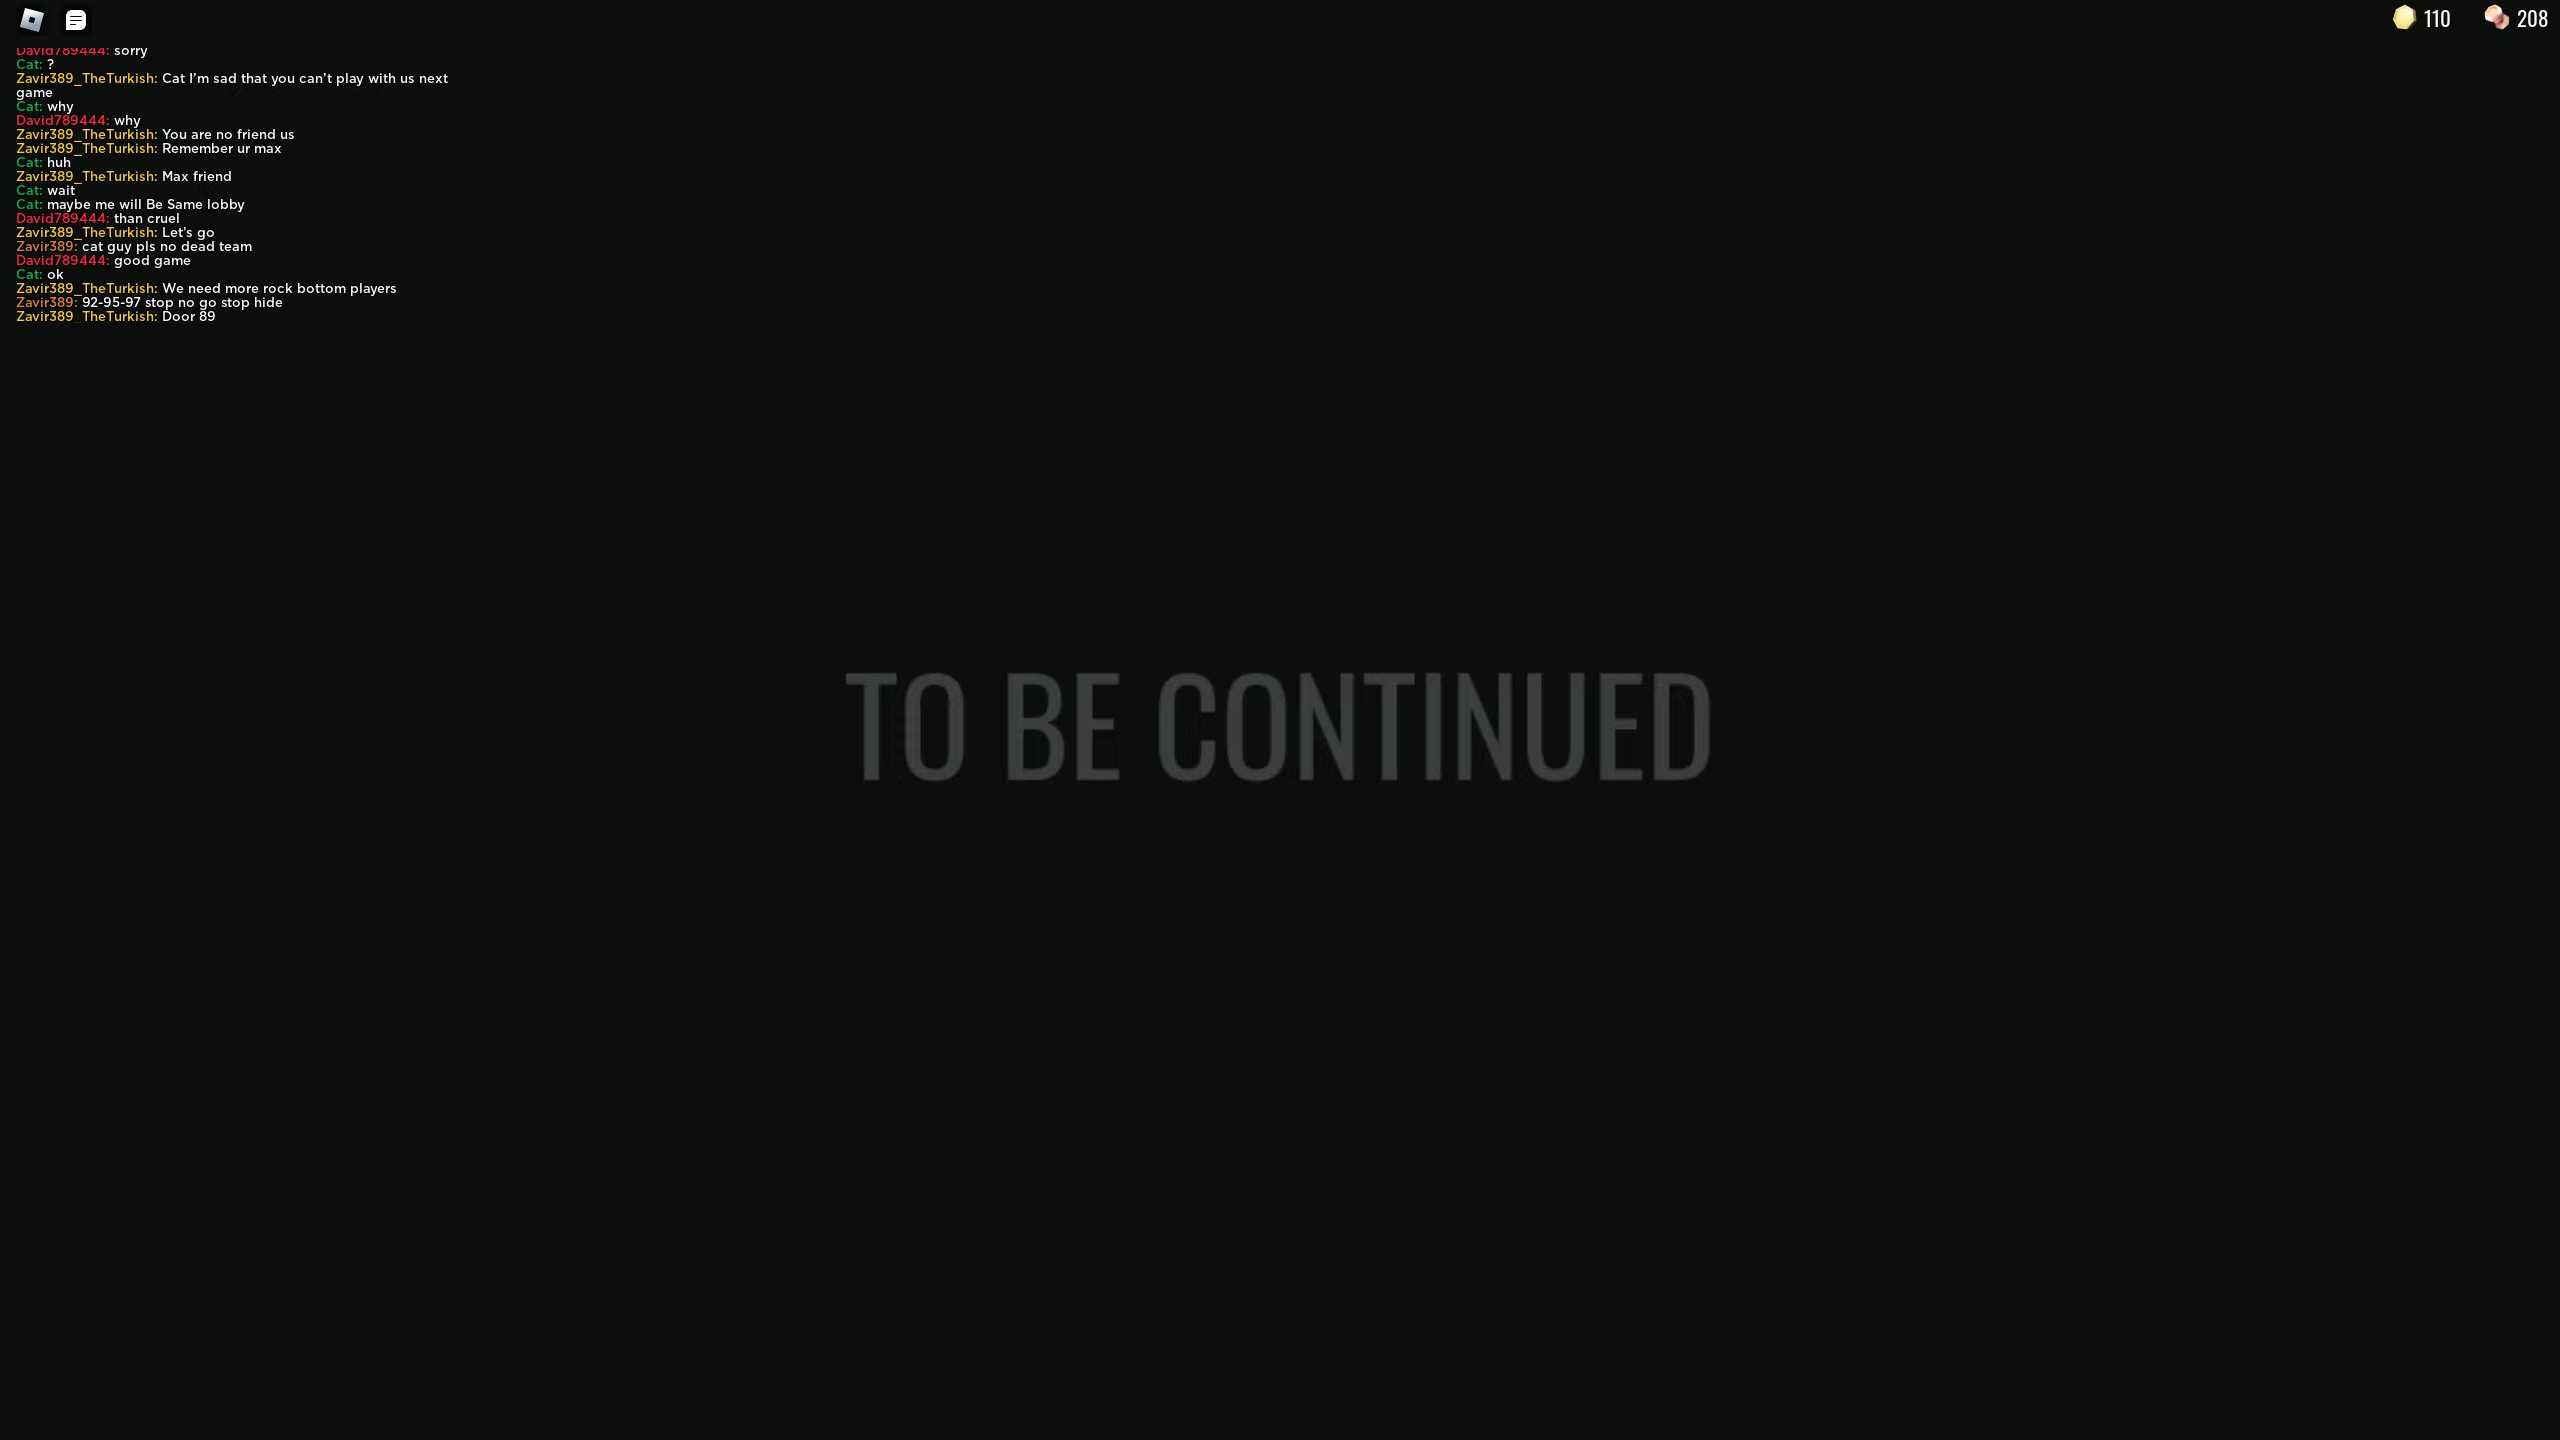 110 208
David789444: sorry
Cat: ?
Zavir389_TheTurkish: Cat I'm sad that you can't play with us next
game
Cat: why
David789444: why
Zavir389_TheTurkish: You are no friend us
Zavir389_TheTurkish: Remember ur max
Cat: huh
Zavir389_TheTurkish: Max friend
Cat: wait
Cat: maybe me will Be Same lobby
David789444: than cruel
Zavir389_TheTurkish: Let's go
Zavir389: cat guy pls no dead team
David789444: good game
Cat: ok
Zavir389_TheTurkish: We need more rock bottom players
Zavir389: 92-95-97 stop no go stop hide
Zavir389_TheTurkish: Door 89
TO BE CONTINUED